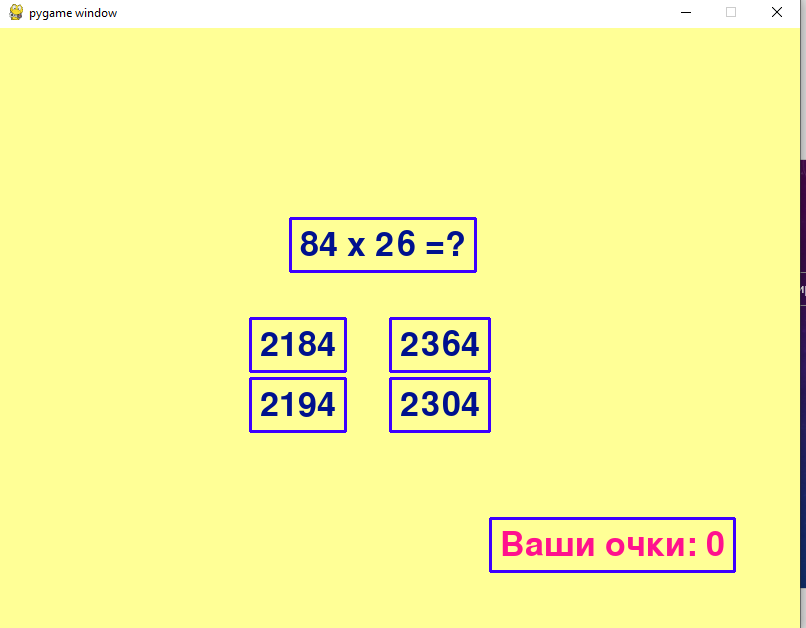 pygame window
84 x 26 =?
2184 2364
2194 2304
Ваши очки: 0